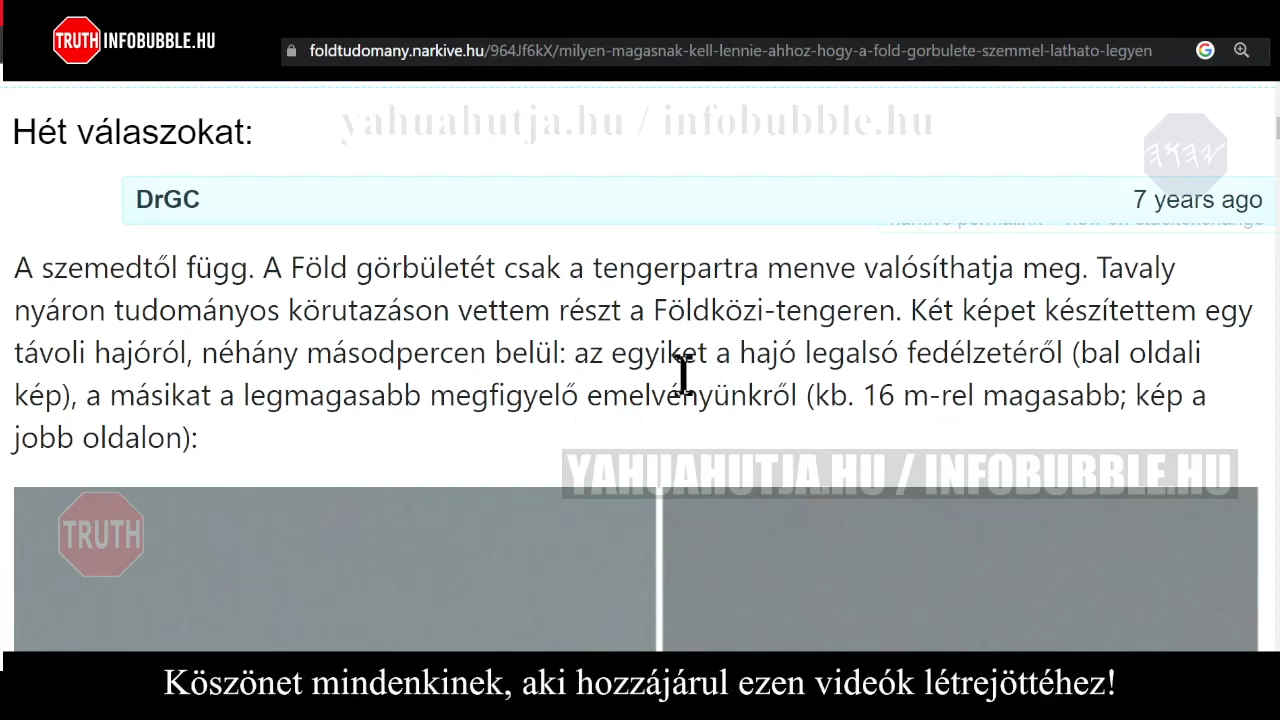 TRUTH INFOBUBBLE.HU
foldtudomany.narkive.hu/964Jf6kX/milyen-magasnak-kell-lennie-ahhoz-hogy-a-fold-gorbulete-szemmel-lathato-legyen
yahuahutja.hu / infobubble.hu
Hét válaszokat:
DrGC
7 years ago
A szemedtől függ. A Föld görbületét csak a tengerpartra menve valósíthatja meg. Tavaly
nyáron tudományos körutazáson vettem részt a Földközi-tengeren. Két képet készítettem egy
távoli hajóról, néhány másodpercen belül: az egyiket a hajó legalsó fedélzetéről (bal oldali
kép), a másikat a legmagasabb megfigyelő emelvényünkről (kb. 16 m-rel magasabb; kép a
jobb oldalon):
YAHUAHUTJA.HU / INFOBUBBLE.HU
TRUTH
Köszönet mindenkinek, aki hozzájárul ezen videók létrejöttéhez!